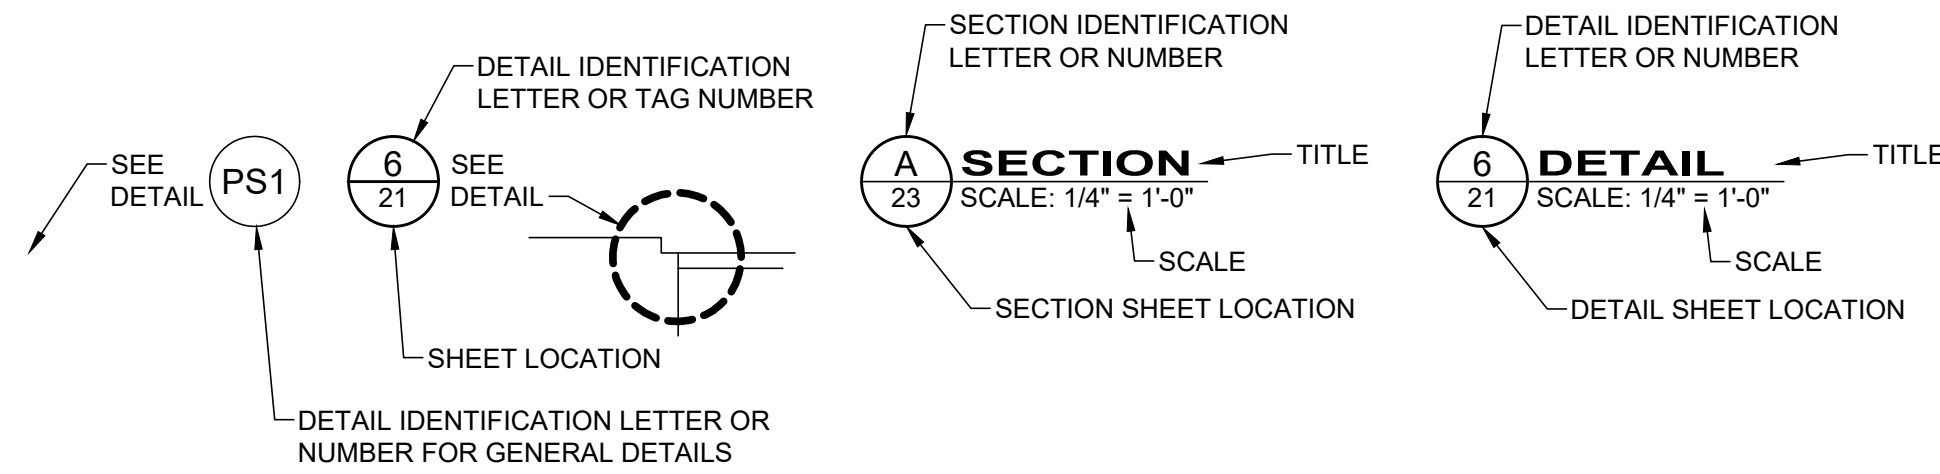 SEE
DETAIL
PS1
DETAIL IDENTIFICATION LETTER OR
NUMBER FOR GENERAL DETAILS
DETAIL IDENTIFICATION
LETTER OR TAG NUMBER
6
21
SEE
DETAIL
SHEET LOCATION
SECTION IDENTIFICATION
LETTER OR NUMBER
A
23
SECTION
SCALE: 1/4" = 1'-0"
TITLE
SCALE
SECTION SHEET LOCATION
DETAIL IDENTIFICATION
LETTER OR NUMBER
6
21
DETAIL
SCALE: 1/4" = 1'-0"
TITLE
SCALE
DETAIL SHEET LOCATION